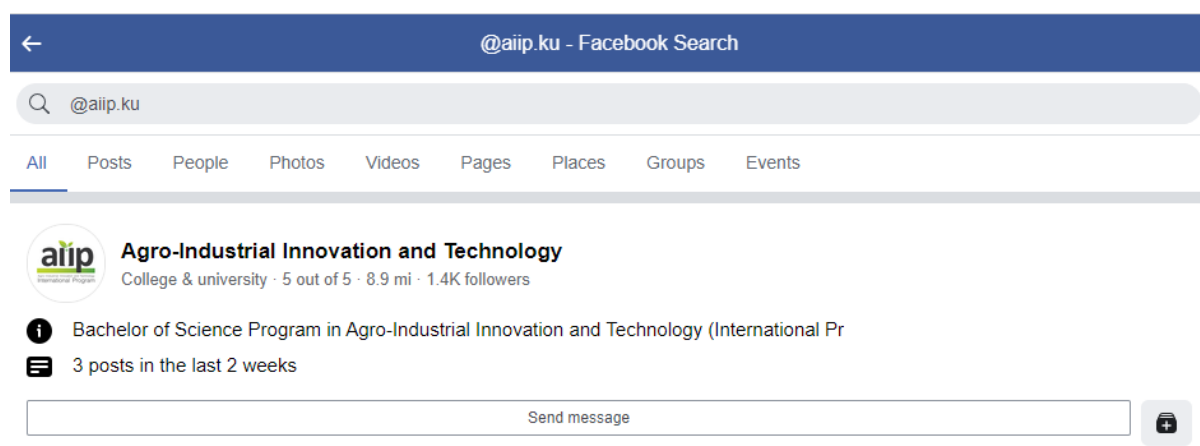 @aiip.ku - Facebook Search
@aiip.ku
All Posts People Photos Videos Pages Places Groups Events
aiip
International Program
Agro-Industrial Innovation and Technology
College & university · 5 out of 5 · 8.9 mi · 1.4K followers
Bachelor of Science Program in Agro-Industrial Innovation and Technology (International Pr
3 posts in the last 2 weeks
Send message